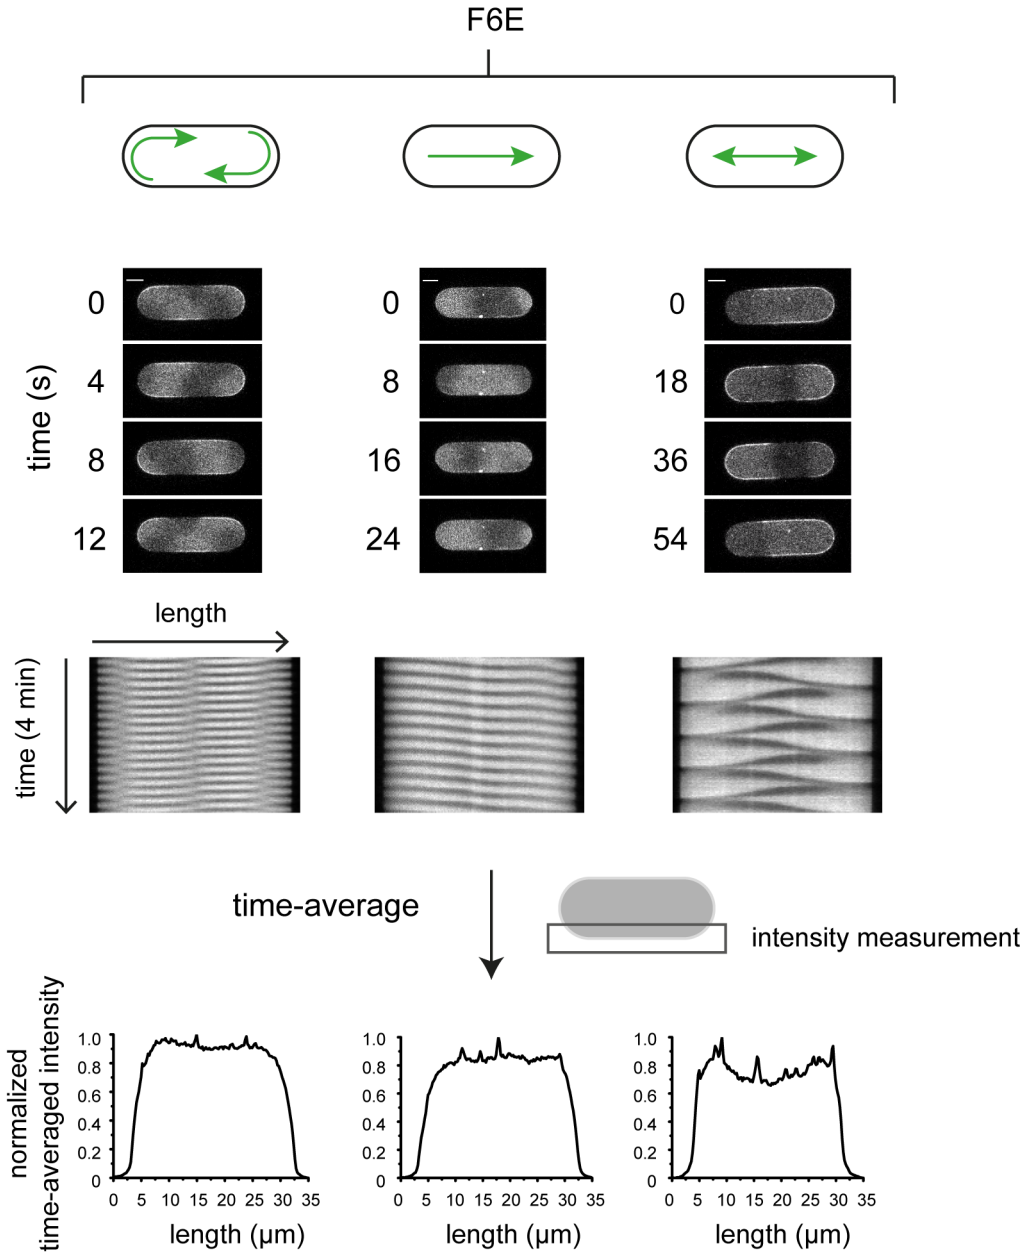 F6E
time (s)
0
4
8
12
0
8
16
24
0
18
36
54
length
time (4 min)
time-average
intensity measurement
normalized
time-averaged intensity
1.0
0.8
0.6
0.4
0.2
0
0 5 10 15 20 25 30 35
length (µm)
1.0
0.8
0.6
0.4
0.2
0
0 5 10 15 20 25 30 35
length (µm)
1.0
0.8
0.6
0.4
0.2
0
0 5 10 15 20 25 30 35
length (µm)